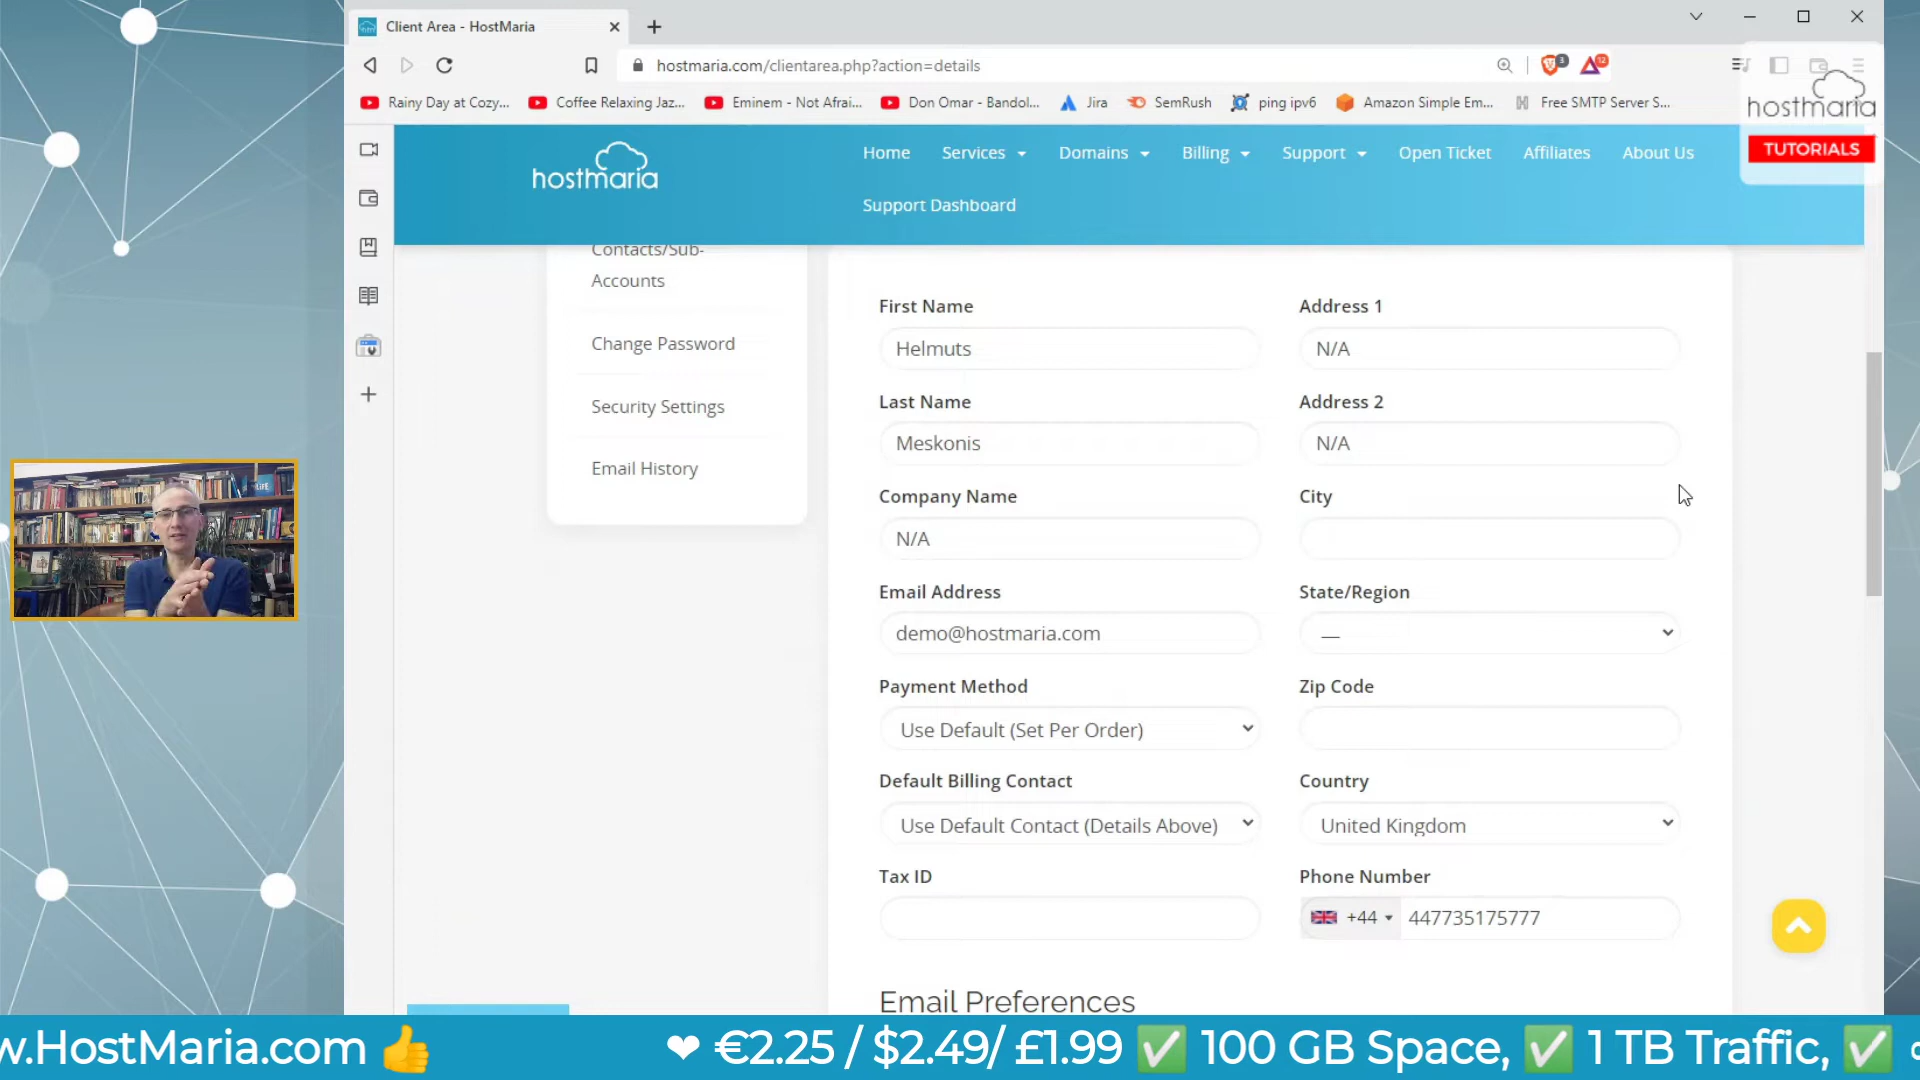 Client Area - HostMaria
hostmaria.com/clientarea.php?action=details
3
12
Rainy Day at Cozy...
Coffee Relaxing Jaz...
Eminem - Not Afrai...
Don Omar - Bandol...
Jira
SemRush
ping ipv6
Amazon Simple Em...
Free SMTP Server S...
hostmaria
TUTORIALS
hostmaria
Home
Services
Domains
Billing
Support
Open Ticket
Affiliates
About Us
Support Dashboard
Contacts/Sub-
Accounts
Change Password
Security Settings
Email History
First Name
Helmuts
Last Name
Meskonis
Company Name
N/A
Email Address
demo@hostmaria.com
Payment Method
Use Default (Set Per Order)
Default Billing Contact
Use Default Contact (Details Above)
Tax ID
Address 1
N/A
Address 2
N/A
City
State/Region
—
Zip Code
Country
United Kingdom
Phone Number
+44
447735175777
Email Preferences
w.HostMaria.com 👍 ❤ €2.25 / $2.49/ £1.99 ✅ 100 GB Space, ✅ 1 TB Traffic, ✅